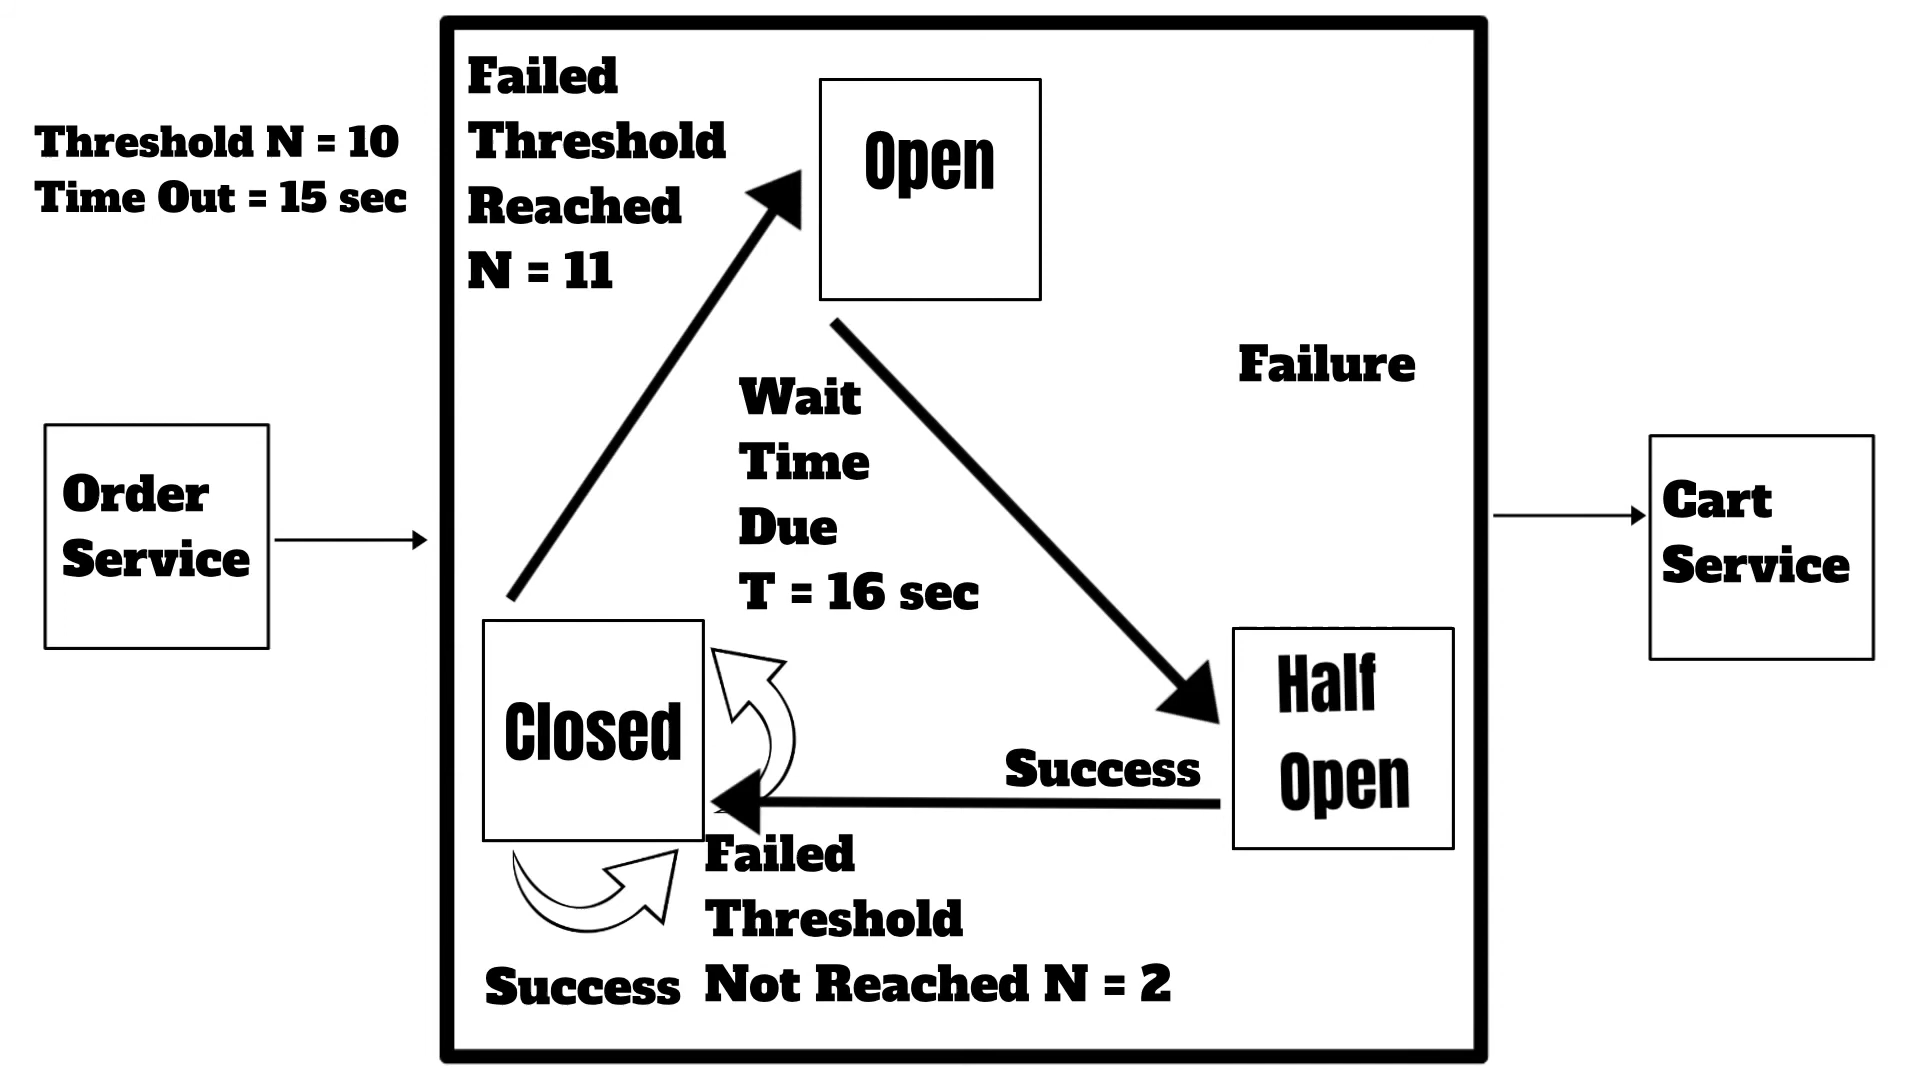 Threshold N = 10
Time Out = 15 sec
Failed
Threshold
Reached
N = 11
Open
Failure
Wait
Time
Due
T = 16 sec
Order
Service
Cart
Service
Closed
Half
Open
Success
Failed
Threshold
Not Reached N = 2
Success